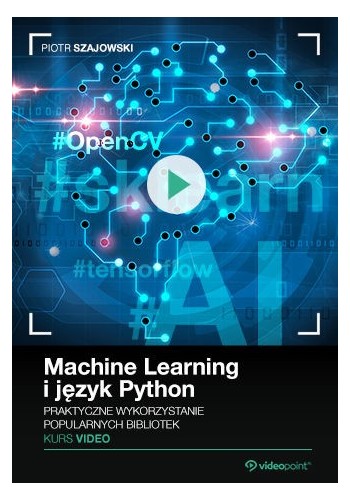 PIOTR SZAJOWSKI
#OpenCV
#sklearn
#tensorflow
#AI
Machine Learning
i język Python
PRAKTYCZNE WYKORZYSTANIE
POPULARNYCH BIBLIOTEK
KURS VIDEO
videopoint